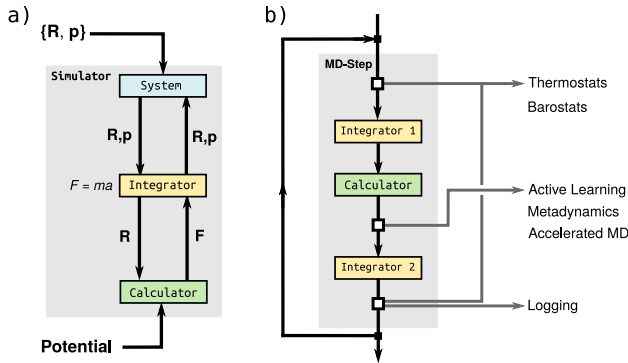 a)
{R, p}
Simulator
System
R,p
R,p
F = ma
Integrator
R
F
Calculator
Potential
b)
MD-Step
Thermostats
Barostats
Integrator 1
Calculator
Active Learning
Metadynamics
Accelerated MD
Integrator 2
Logging